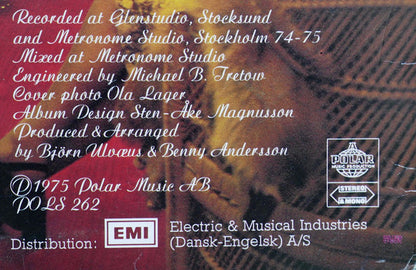 Recorded at Glenstudio, Stocksund
and Metronome Studio, Stockholm 74-75
Mixed at Metronome Studio
Engineered by Michael B. Tretow
Cover photo Ola Lager
Album Design Sten-Åke Magnusson
Produced & Arranged
by Björn Ulvaeus & Benny Andersson
Ⓟ 1975 Polar Music AB
POLS 262
POLAR
MUSIC PRODUCTION
STEREO
& MONO
Distribution: EMI Electric & Musical Industries
(Dansk-Engelsk) A/S